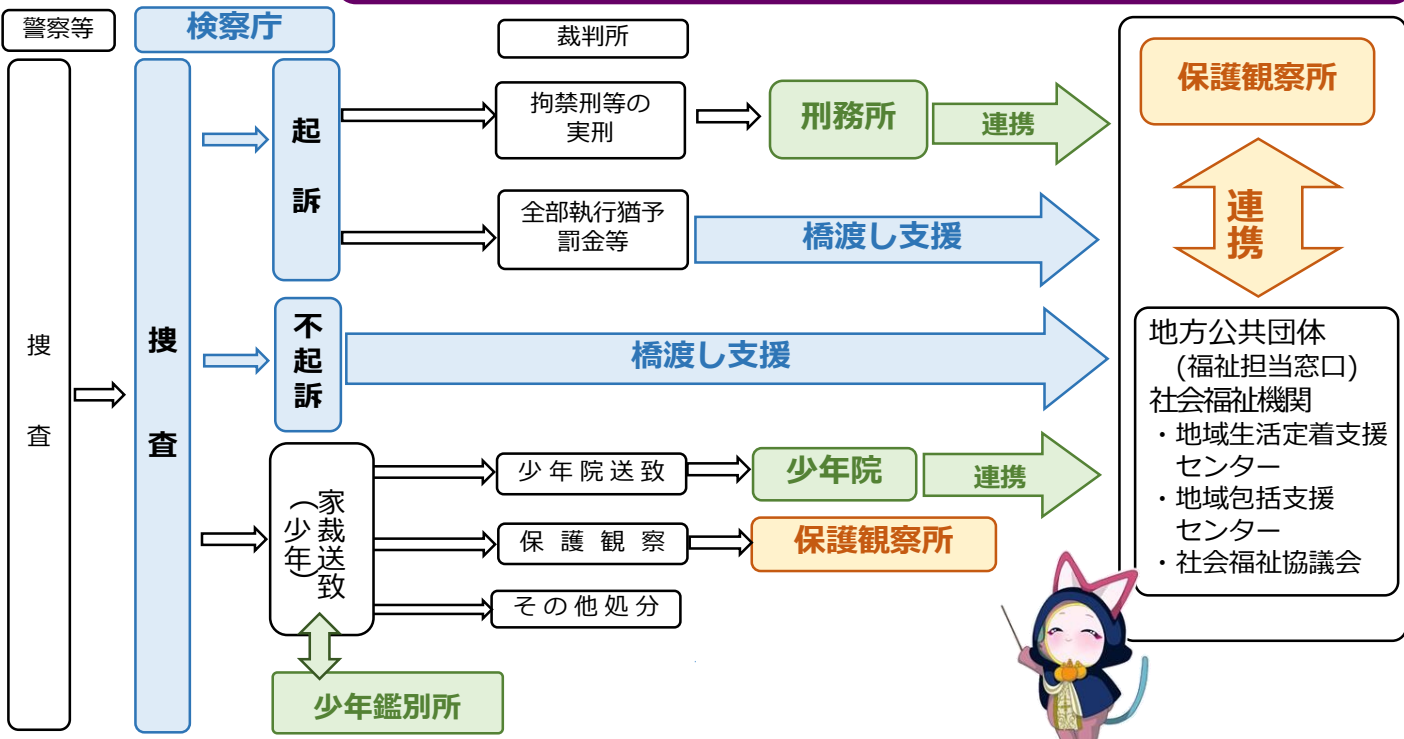 警察等
検察庁
裁判所
捜査
捜査
起訴
拘禁刑等の
実刑
刑務所
連携
全部執行猶予
罰金等
橋渡し支援
不起訴
橋渡し支援
家裁送致
(少年)
少年院送致
少年院
連携
保護観察
保護観察所
その他処分
少年鑑別所
保護観察所
連携
地方公共団体
(福祉担当窓口)
社会福祉機関
・地域生活定着支援
センター
・地域包括支援
センター
・社会福祉協議会